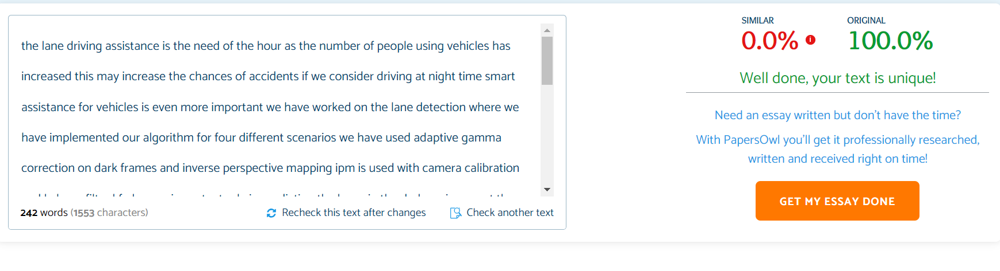 the lane driving assistance is the need of the hour as the number of people using vehicles has
increased this may increase the chances of accidents if we consider driving at night time smart
assistance for vehicles is even more important we have worked on the lane detection where we
have implemented our algorithm for four different scenarios we have used adaptive gamma
correction on dark frames and inverse perspective mapping ipm is used with camera calibration
242 words (1553 characters)
Recheck this text after changes
Check another text
SIMILAR
0.0%
ORIGINAL
100.0%
Well done, your text is unique!
Need an essay written but don't have the time?
With PapersOwl you'll get it professionally researched,
written and received right on time!
GET MY ESSAY DONE